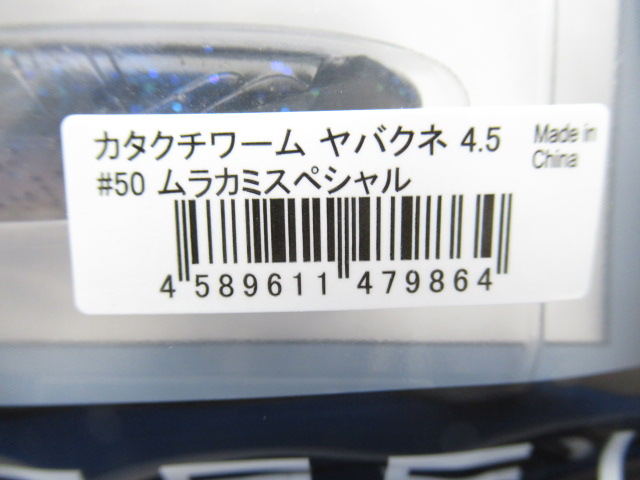 カタクチワーム ヤバクネ 4.5
#50 ムラカミスペシャル
Made in
China
4 589611 479864